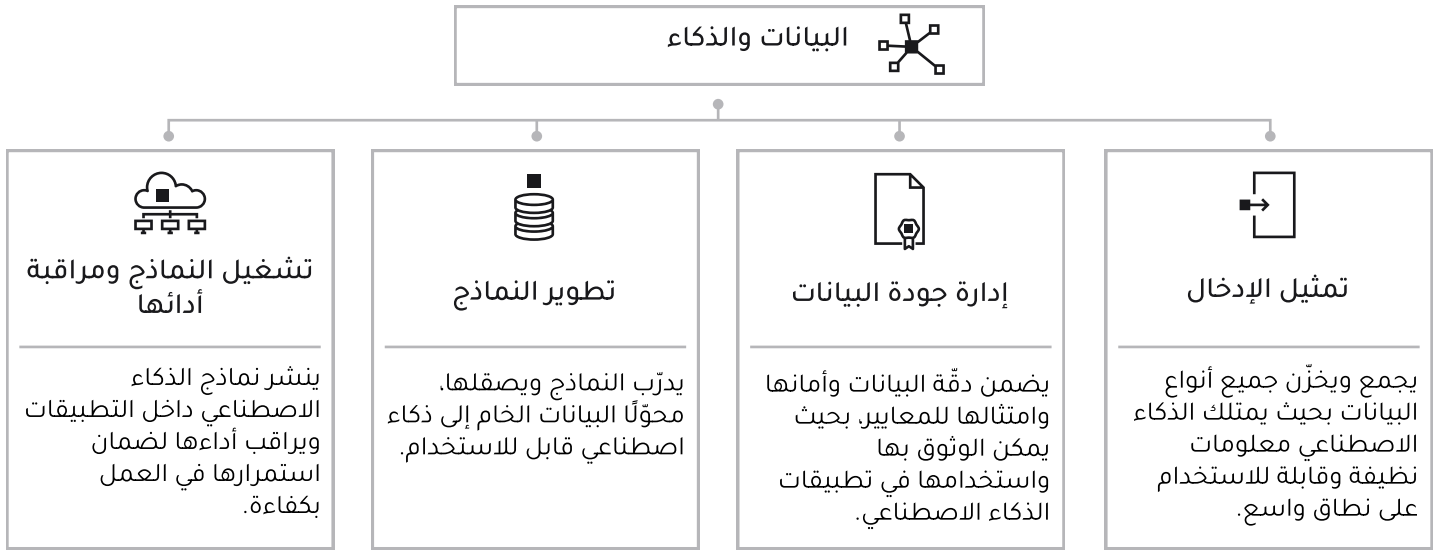 البيانات والذكاء
تمثيل الإدخال
يجمع ويخزّن جميع أنواع
البيانات بحيث يمتلك الذكاء
الاصطناعي معلومات
نظيفة وقابلة للاستخدام
على نطاق واسع.
إدارة جودة البيانات
يضمن دقّة البيانات وأمانها
وامتثالها للمعايير، بحيث
يمكن الوثوق بها
واستخدامها في تطبيقات
الذكاء الاصطناعي.
تطوير النماذج
يدرّب النماذج ويصقلها،
محوّلًا البيانات الخام إلى ذكاء
اصطناعي قابل للاستخدام.
تشغيل النماذج ومراقبة
أدائها
ينشر نماذج الذكاء
الاصطناعي داخل التطبيقات
ويراقب أداءها لضمان
استمرارها في العمل
بكفاءة.